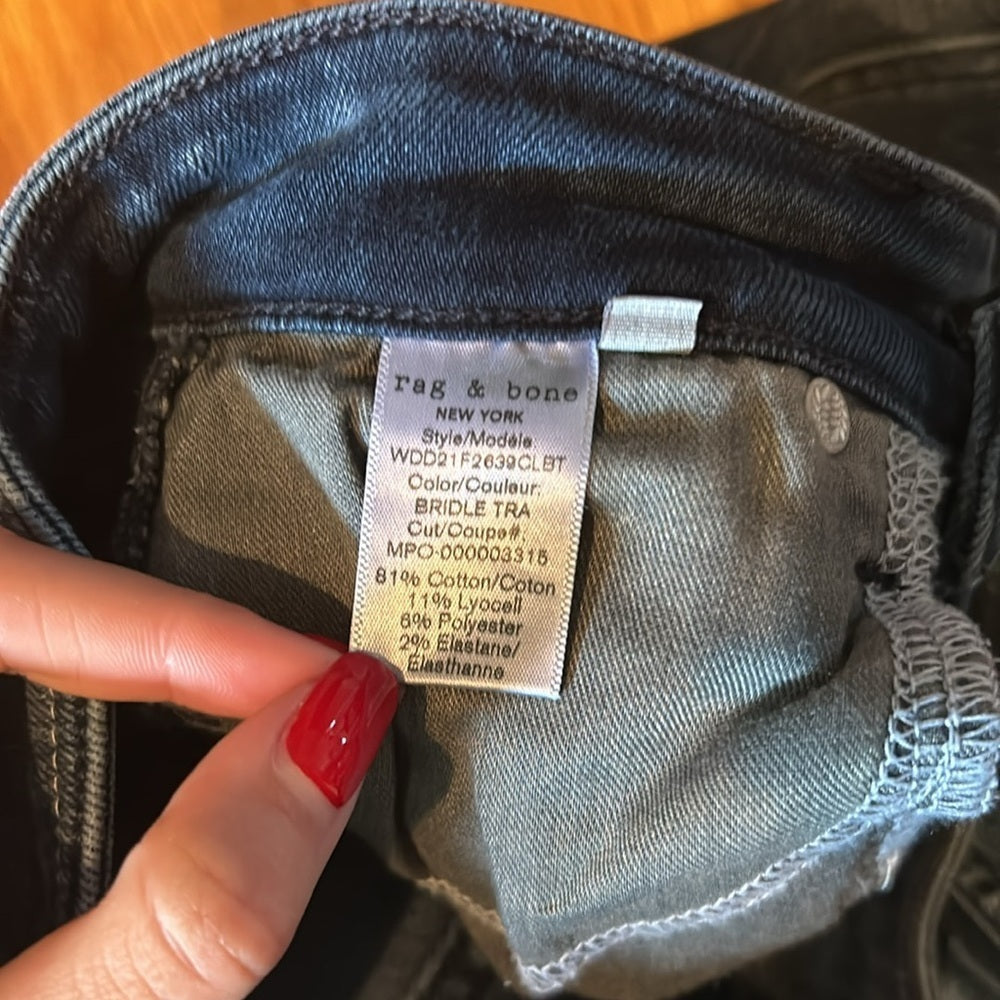 rag & bone
NEW YORK
Style/Modéle
WDD21F2639CLBT
Color/Couleur:
BRIDLE TRA
Cut/Coupe#:
MPO-000003315
81% Cotton/Coton
11% Lyocell
6% Polyester
2% Elastane/
Elasthanne